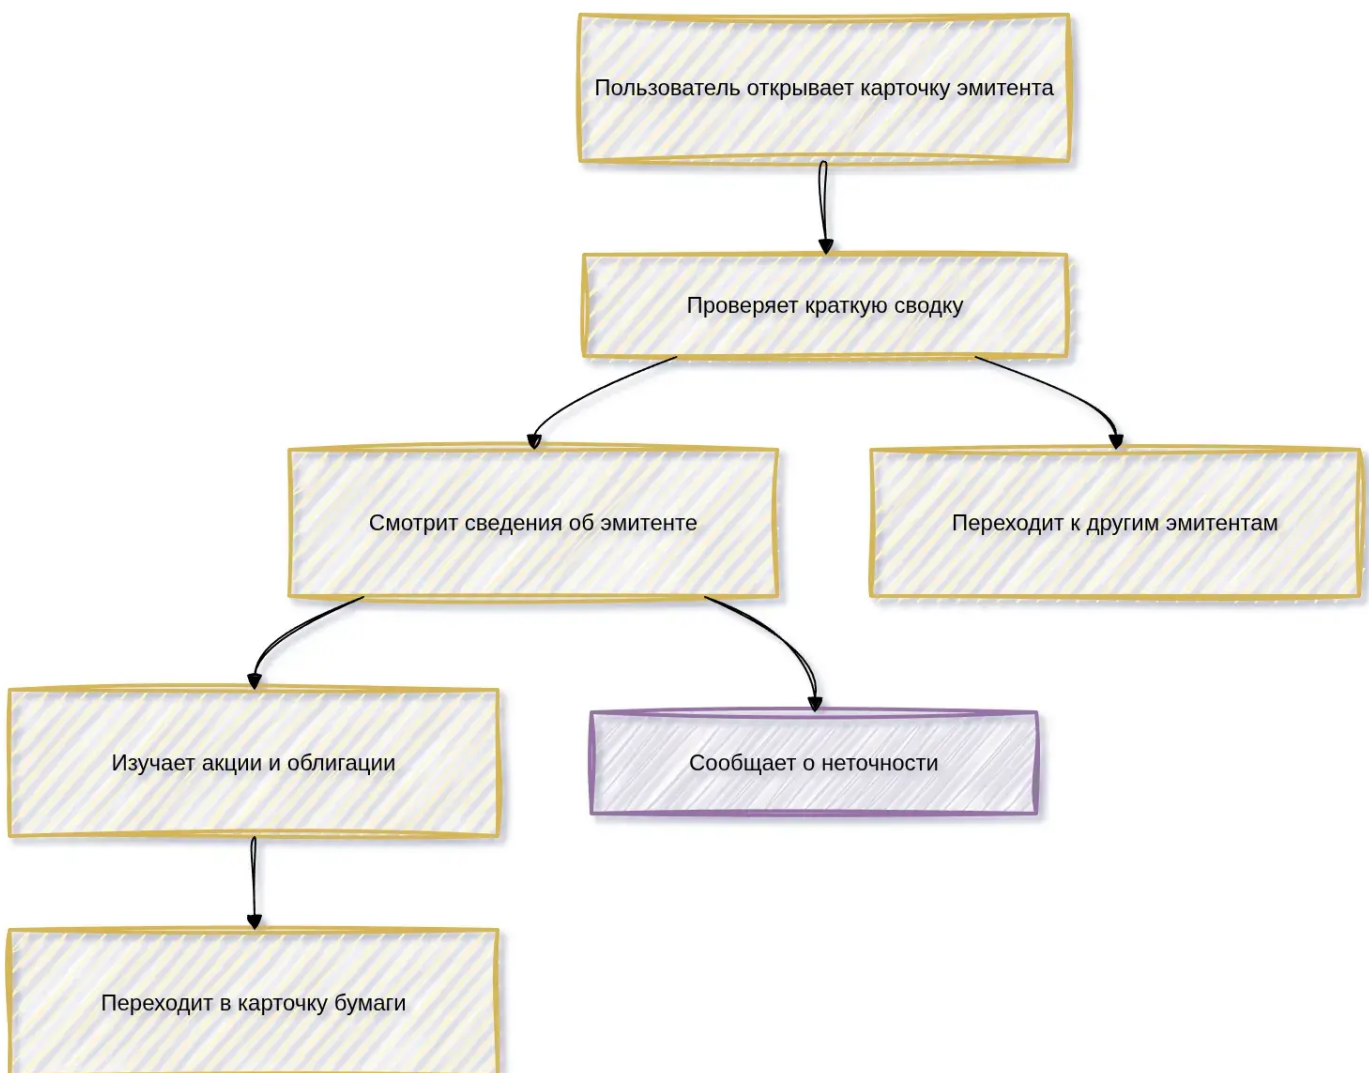 Пользователь открывает карточку эмитента
Проверяет краткую сводку
Смотрит сведения об эмитенте
Переходит к другим эмитентам
Изучает акции и облигации
Сообщает о неточности
Переходит в карточку бумаги